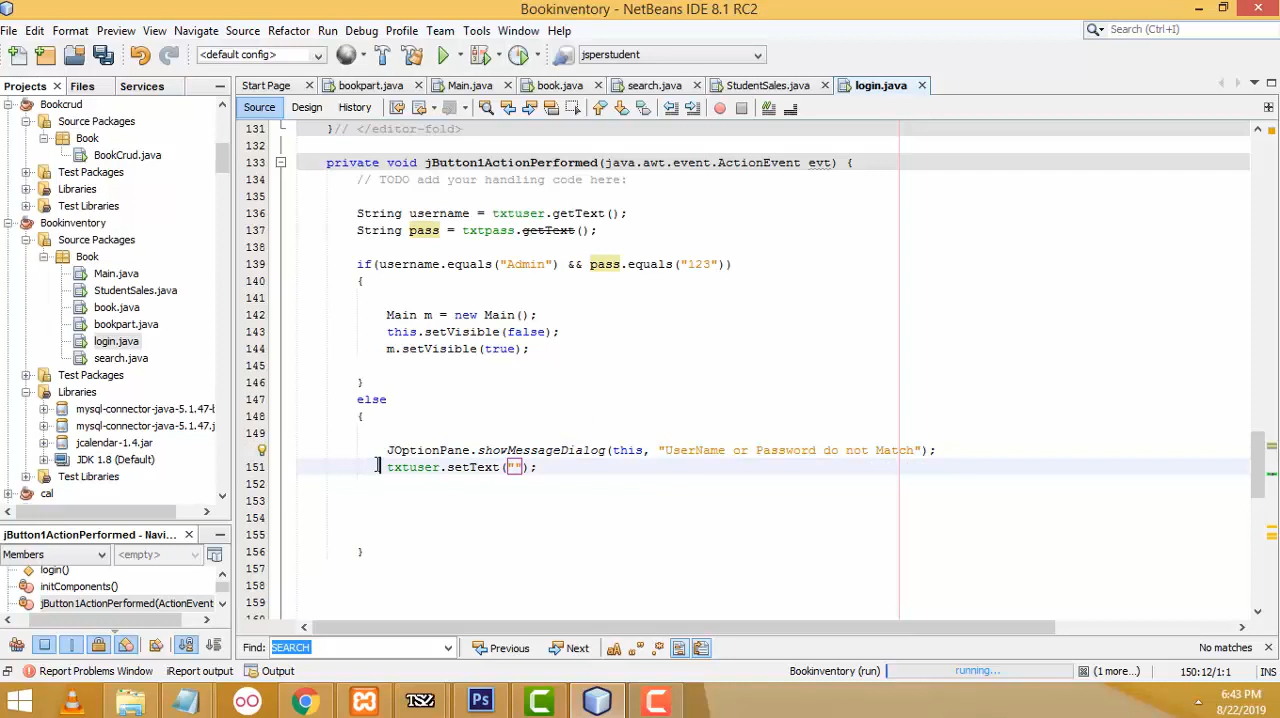 Bookinventory - NetBeans IDE 8.1 RC2
File Edit Format Preview View Navigate Source Refactor Run Debug Profile Team Tools Window Help
Search (Ctrl+I)
<default config>
jsperstudent
Projects Files Services
Start Page bookpart.java Main.java book.java search.java StudentSales.java login.java
Source Design History
Bookcrud
Source Packages
Book
BookCrud.java
Test Packages
Libraries
Test Libraries
Bookinventory
Source Packages
Book
Main.java
StudentSales.java
book.java
bookpart.java
login.java
search.java
Test Packages
Libraries
mysql-connector-java-5.1.47-b
mysql-connector-java-5.1.47-
jcalendar-1.4.jar
JDK 1.8 (Default)
Test Libraries
cal
131 }// </editor-fold>
132
133 private void jButton1ActionPerformed(java.awt.event.ActionEvent evt) {
134 // TODO add your handling code here:
135
136 String username = txtuser.getText();
137 String pass = txtpass.getText();
138
139 if(username.equals("Admin") && pass.equals("123"))
140 {
141
142 Main m = new Main();
143 this.setVisible(false);
144 m.setVisible(true);
145
146 }
147 else
148 {
149
JOptionPane.showMessageDialog(this, "UserName or Password do not Match");
151 txtuser.setText("");
152
153
154
155
156 }
157
158
159
jButton1ActionPerformed - Navi...
Members
<empty>
login()
initComponents()
jButton1ActionPerformed(ActionEvent
Find: SEARCH
Previous Next
No matches
Report Problems Window iReport output Output
Bookinventory (run) running... (1 more...) 150:12/1:1 INS
TSZ
Ps
6:43 PM
8/22/2019